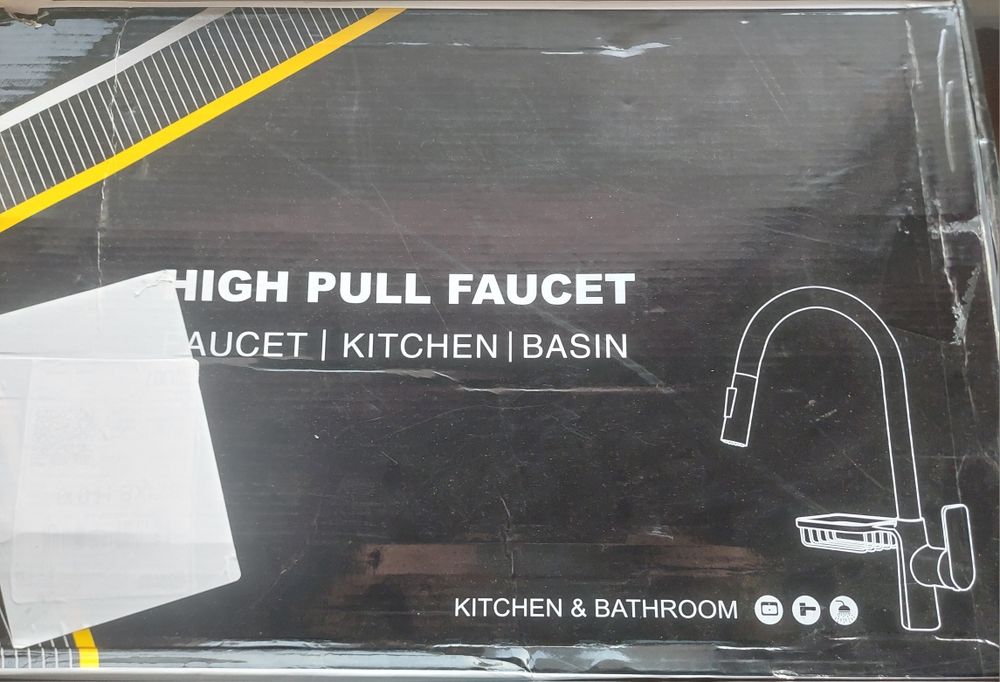 HIGH PULL FAUCET
AUCET | KITCHEN | BASIN
KITCHEN & BATHROOM